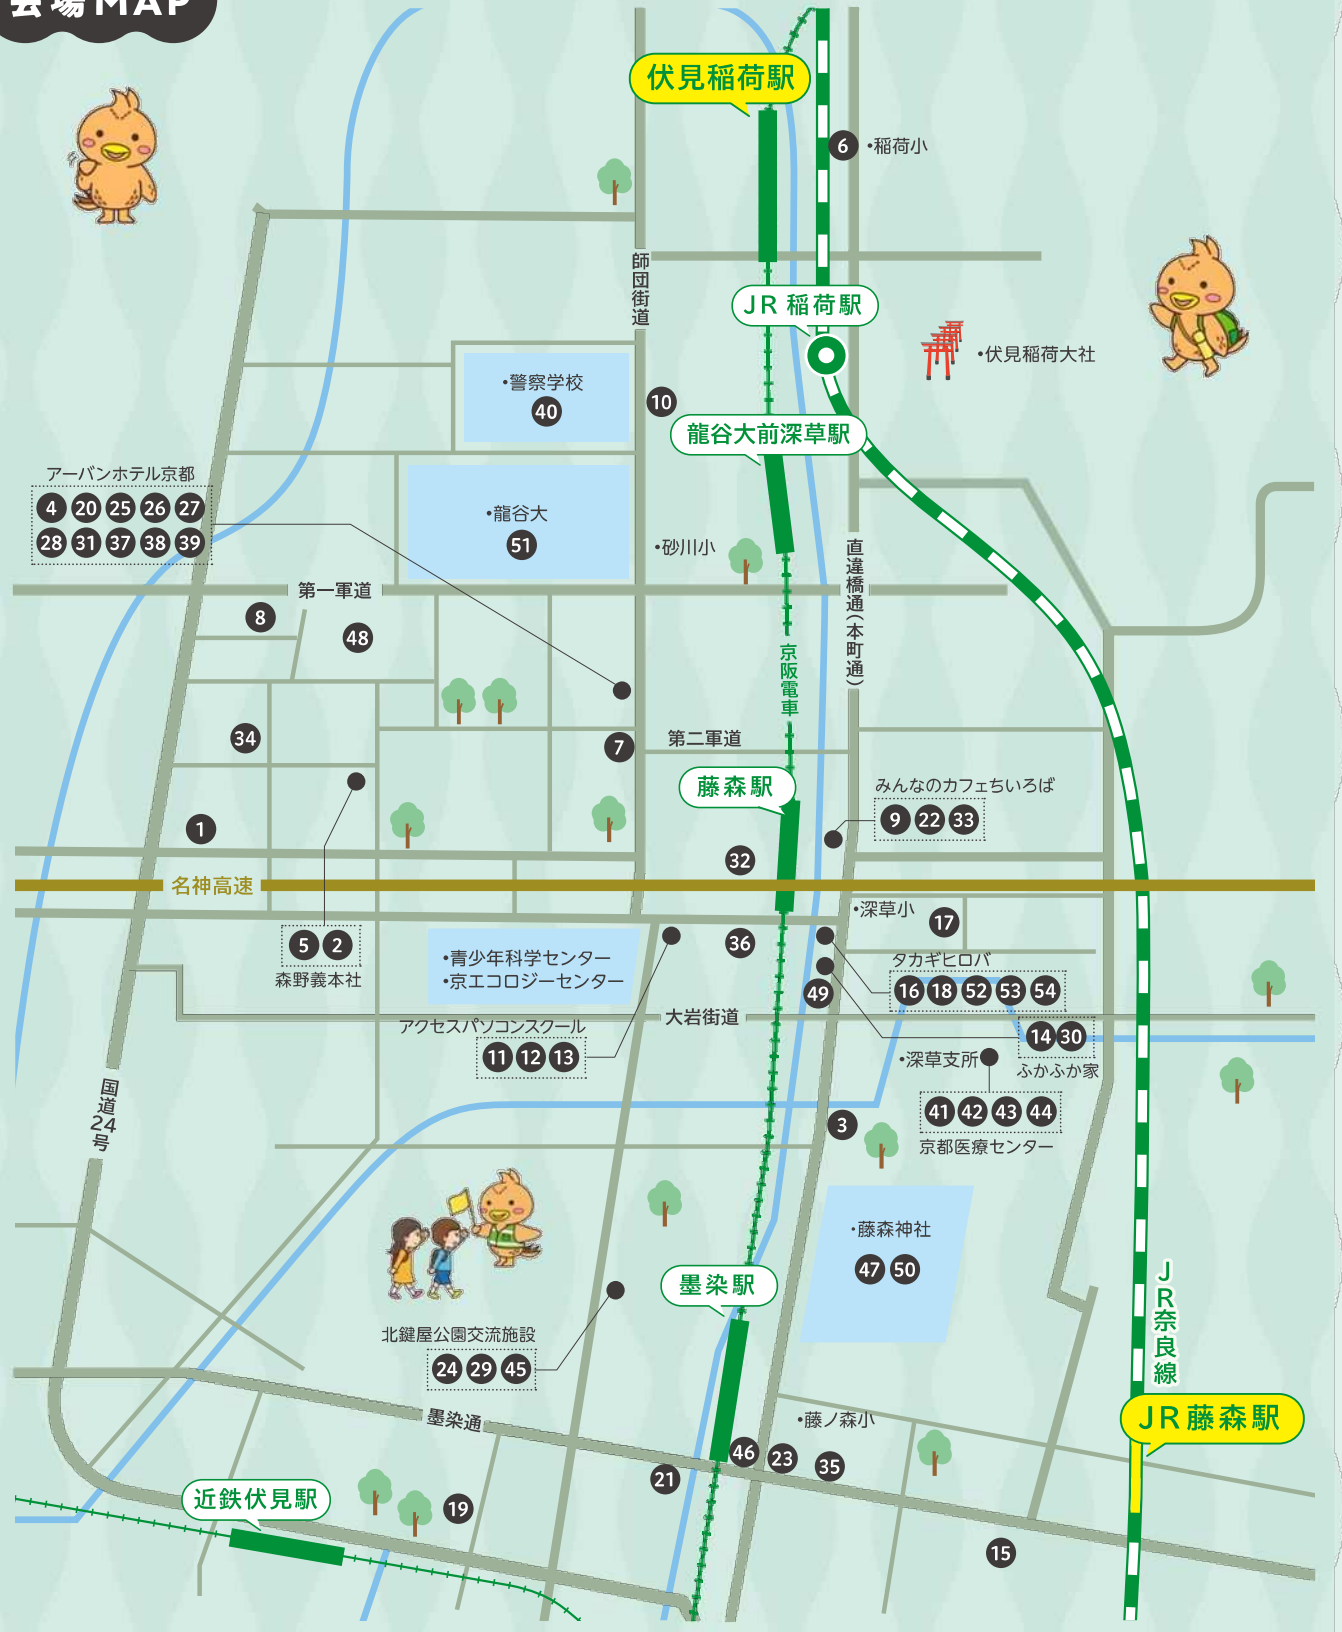 会場MAP
伏見稲荷駅
6
・稲荷小
師団街道
JR 稲荷駅
・伏見稲荷大社
・警察学校
40
10
龍谷大前深草駅
アーバンホテル京都
4 20 25 26 27
28 31 37 38 39
・龍谷大
51
・砂川小
直違橋通(本町通)
第一軍道
8
48
京阪電車
34
7
第二軍道
藤森駅
みんなのカフェちいろば
9 22 33
1
32
名神高速
・深草小
17
5 2
森野義本社
・青少年科学センター
・京エコロジーセンター
36
タカギヒロバ
16 18 52 53 54
49
大岩街道
アクセスパソコンスクール
11 12 13
14 30
ふかふか家
・深草支所
41 42 43 44
京都医療センター
国道24号
3
・藤森神社
47 50
墨染駅
JR奈良線
北鍵屋公園交流施設
24 29 45
墨染通
・藤ノ森小
JR藤森駅
46 23 35
21
近鉄伏見駅
19
15